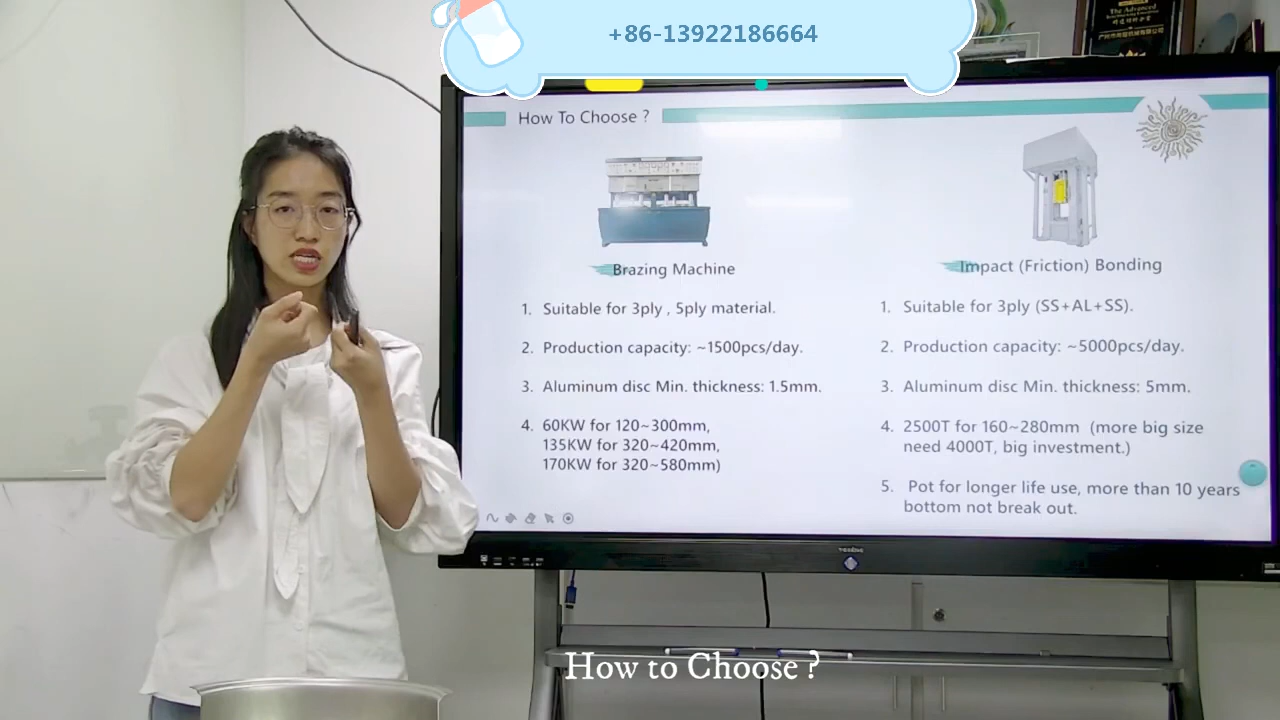 +86-13922186664
The Advanced
How To Choose ?
Brazing Machine
1. Suitable for 3ply , 5ply material.
2. Production capacity: ~1500pcs/day.
3. Aluminum disc Min. thickness: 1.5mm.
4. 60KW for 120~300mm,
135KW for 320~420mm,
170KW for 320~580mm)
Impact (Friction) Bonding
1. Suitable for 3ply (SS+AL+SS).
2. Production capacity: ~5000pcs/day.
3. Aluminum disc Min. thickness: 5mm.
4. 2500T for 160~280mm (more big size
need 4000T, big investment.)
5. Pot for longer life use, more than 10 years
bottom not break out.
How to Choose ?